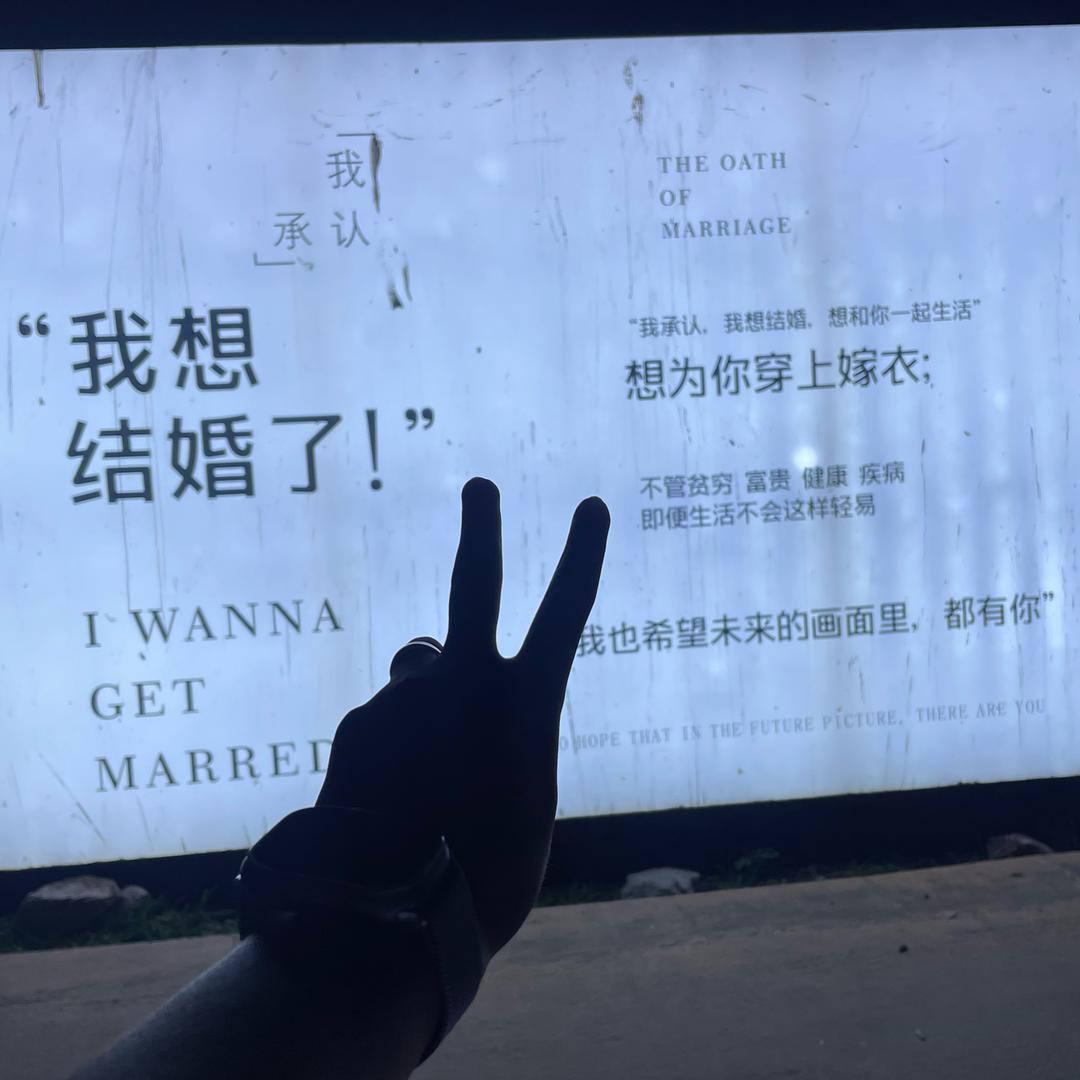 「我
承认」
“我想
结婚了！”
I WANNA
GET
MARRED
THE OATH
OF
MARRIAGE
“我承认，我想结婚，想和你一起生活”
想为你穿上嫁衣；
不管贫穷 富贵 健康 疾病
即便生活不会这样轻易
我也希望未来的画面里，都有你”
HOPE THAT IN THE FUTURE PICTURE, THERE ARE YOU